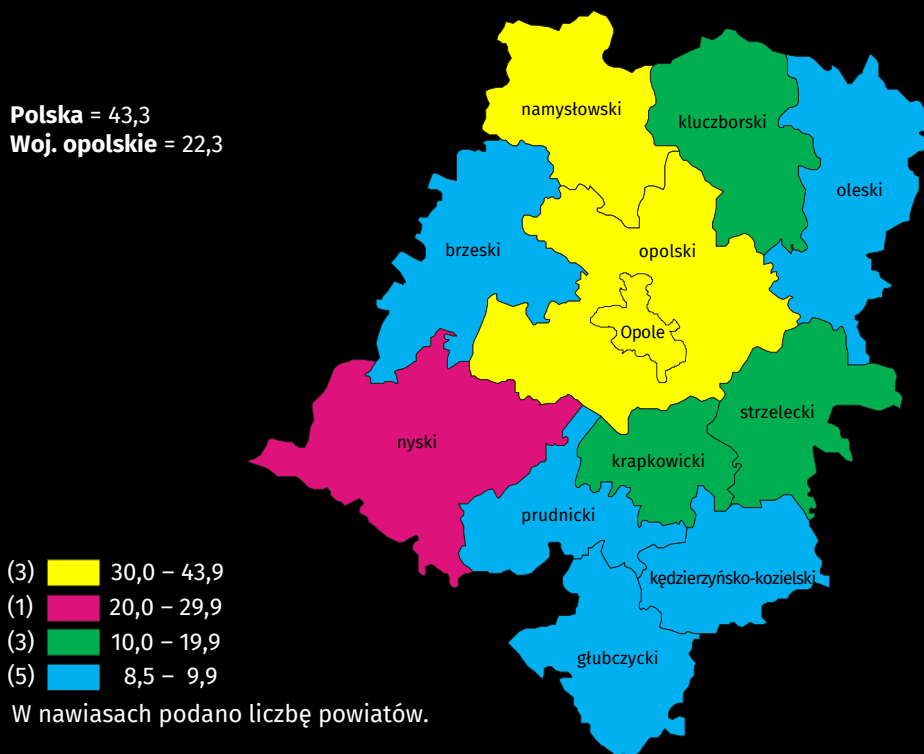 Polska = 43,3
Woj. opolskie = 22,3
namysłowski
kluczborski
oleski
brzeski
opolski
Opole
strzelecki
nyski
krapkowicki
prudnicki
kędzierzyńsko-kozielski
głubczycki
(3) 30,0 – 43,9
(1) 20,0 – 29,9
(3) 10,0 – 19,9
(5) 8,5 – 9,9
W nawiasach podano liczbę powiatów.